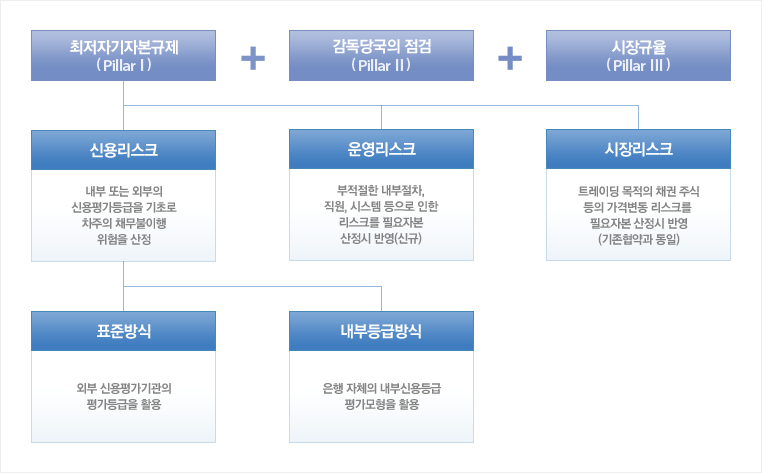 최저자기자본규제
( Pillar Ⅰ )
+
감독당국의 점검
( Pillar Ⅱ )
+
시장규율
( Pillar Ⅲ )
신용리스크
내부 또는 외부의
신용평가등급을 기초로
차주의 채무불이행
위험을 산정
운영리스크
부적절한 내부절차,
직원, 시스템 등으로 인한
리스크를 필요자본
산정시 반영(신규)
시장리스크
트레이딩 목적의 채권 주식
등의 가격변동 리스크를
필요자본 산정시 반영
(기존협약과 동일)
표준방식
외부 신용평가기관의
평가등급을 활용
내부등급방식
은행 자체의 내부신용등급
평가모형을 활용